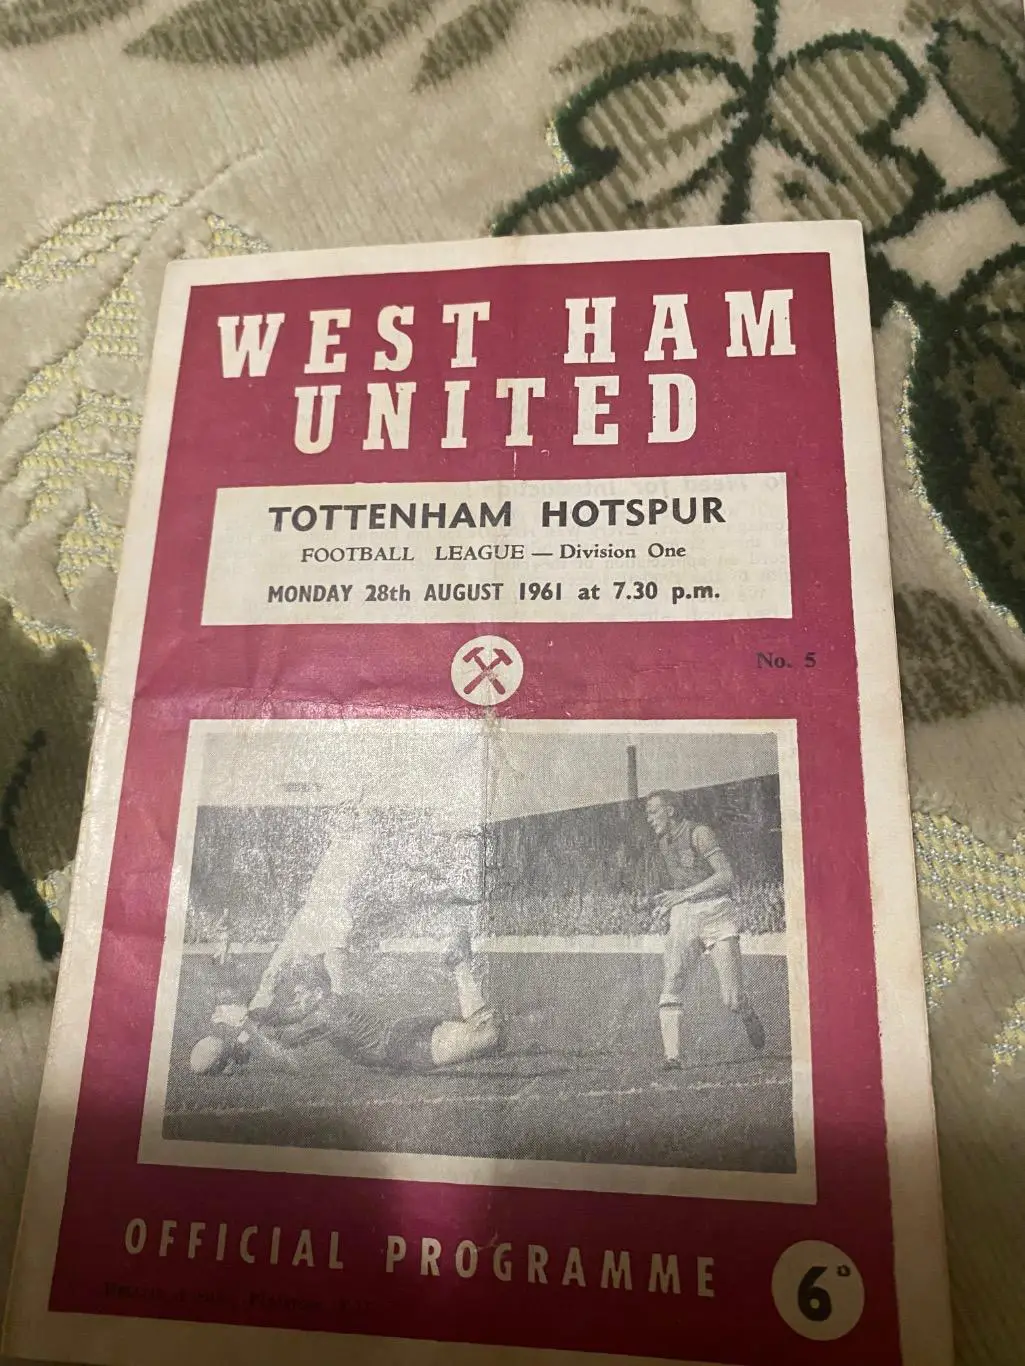 WEST HAM
UNITED
TOTTENHAM HOTSPUR
FOOTBALL LEAGUE — Division One
MONDAY 28th AUGUST 1961 at 7.30 p.m.
No. 5
OFFICIAL PROGRAMME
6D